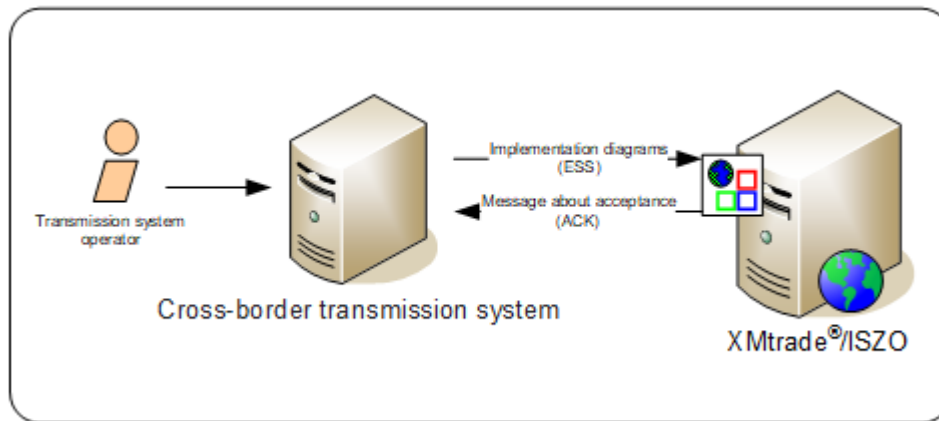 Implementation diagrams
(ESS)
Message about acceptance
(ACK)
Transmission system
operator
Cross-border transmission system
XMtrade®/ISZO